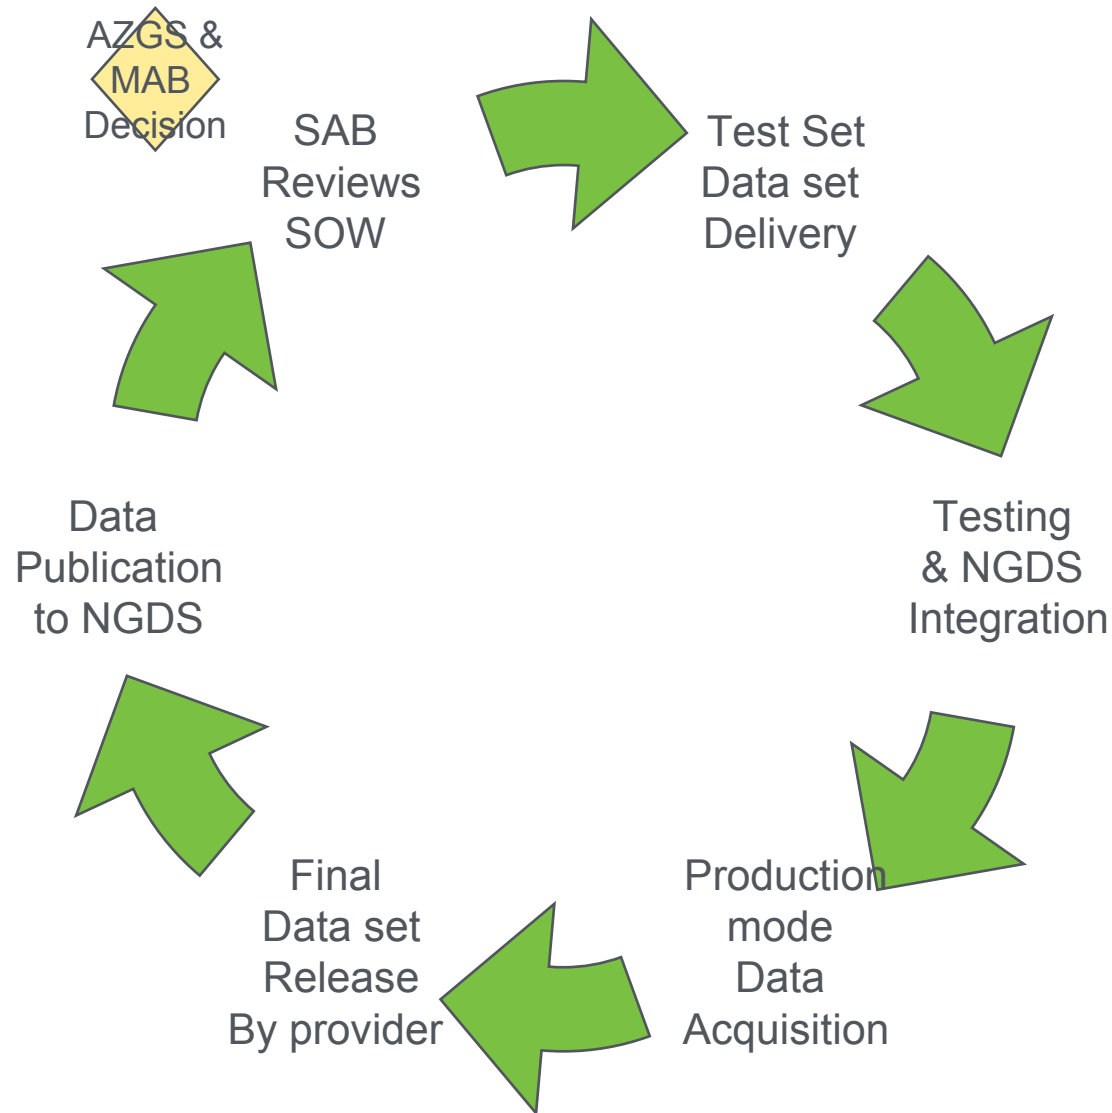 AZGS &
MAB
Decision
SAB
Reviews
SOW
Test Set
Data set
Delivery
Testing
& NGDS
Integration
Production
mode
Data
Acquisition
Final
Data set
Release
By provider
Data
Publication
to NGDS